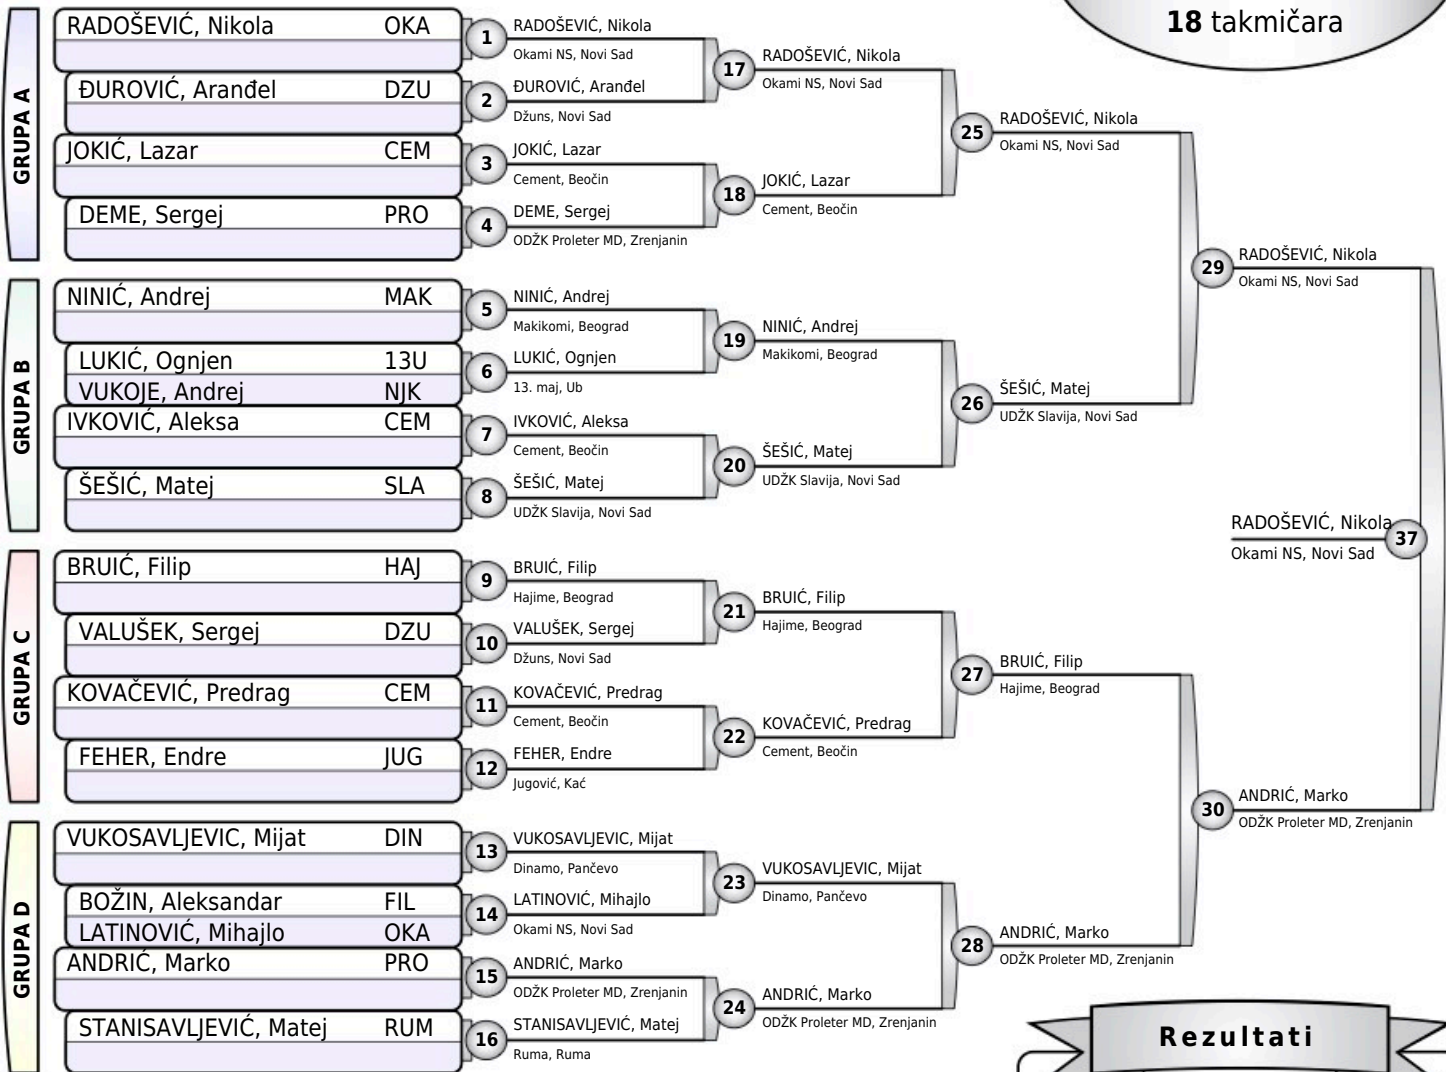 18 takmičara
GRUPA A
RADOŠEVIĆ, Nikola OKA
ĐUROVIĆ, Aranđel DZU
JOKIĆ, Lazar CEM
DEME, Sergej PRO
GRUPA B
NINIĆ, Andrej MAK
LUKIĆ, Ognjen 13U
VUKOJE, Andrej NJK
IVKOVIĆ, Aleksa CEM
ŠEŠIĆ, Matej SLA
GRUPA C
BRUIĆ, Filip HAJ
VALUŠEK, Sergej DZU
KOVAČEVIĆ, Predrag CEM
FEHER, Endre JUG
GRUPA D
VUKOSAVLJEVIC, Mijat DIN
BOŽIN, Aleksandar FIL
LATINOVIĆ, Mihajlo OKA
ANDRIĆ, Marko PRO
STANISAVLJEVIĆ, Matej RUM
1 RADOŠEVIĆ, Nikola
Okami NS, Novi Sad
2 ĐUROVIĆ, Aranđel
Džuns, Novi Sad
3 JOKIĆ, Lazar
Cement, Beočin
4 DEME, Sergej
ODŽK Proleter MD, Zrenjanin
5 NINIĆ, Andrej
Makikomi, Beograd
6 LUKIĆ, Ognjen
13. maj, Ub
7 IVKOVIĆ, Aleksa
Cement, Beočin
8 ŠEŠIĆ, Matej
UDŽK Slavija, Novi Sad
9 BRUIĆ, Filip
Hajime, Beograd
10 VALUŠEK, Sergej
Džuns, Novi Sad
11 KOVAČEVIĆ, Predrag
Cement, Beočin
12 FEHER, Endre
Jugović, Kać
13 VUKOSAVLJEVIC, Mijat
Dinamo, Pančevo
14 LATINOVIĆ, Mihajlo
Okami NS, Novi Sad
15 ANDRIĆ, Marko
ODŽK Proleter MD, Zrenjanin
16 STANISAVLJEVIĆ, Matej
Ruma, Ruma
17 RADOŠEVIĆ, Nikola
Okami NS, Novi Sad
18 JOKIĆ, Lazar
Cement, Beočin
19 NINIĆ, Andrej
Makikomi, Beograd
20 ŠEŠIĆ, Matej
UDŽK Slavija, Novi Sad
21 BRUIĆ, Filip
Hajime, Beograd
22 KOVAČEVIĆ, Predrag
Cement, Beočin
23 VUKOSAVLJEVIC, Mijat
Dinamo, Pančevo
24 ANDRIĆ, Marko
ODŽK Proleter MD, Zrenjanin
25 RADOŠEVIĆ, Nikola
Okami NS, Novi Sad
26 ŠEŠIĆ, Matej
UDŽK Slavija, Novi Sad
27 BRUIĆ, Filip
Hajime, Beograd
28 ANDRIĆ, Marko
ODŽK Proleter MD, Zrenjanin
29 RADOŠEVIĆ, Nikola
Okami NS, Novi Sad
30 ANDRIĆ, Marko
ODŽK Proleter MD, Zrenjanin
RADOŠEVIĆ, Nikola 37
Okami NS, Novi Sad
Rezultati